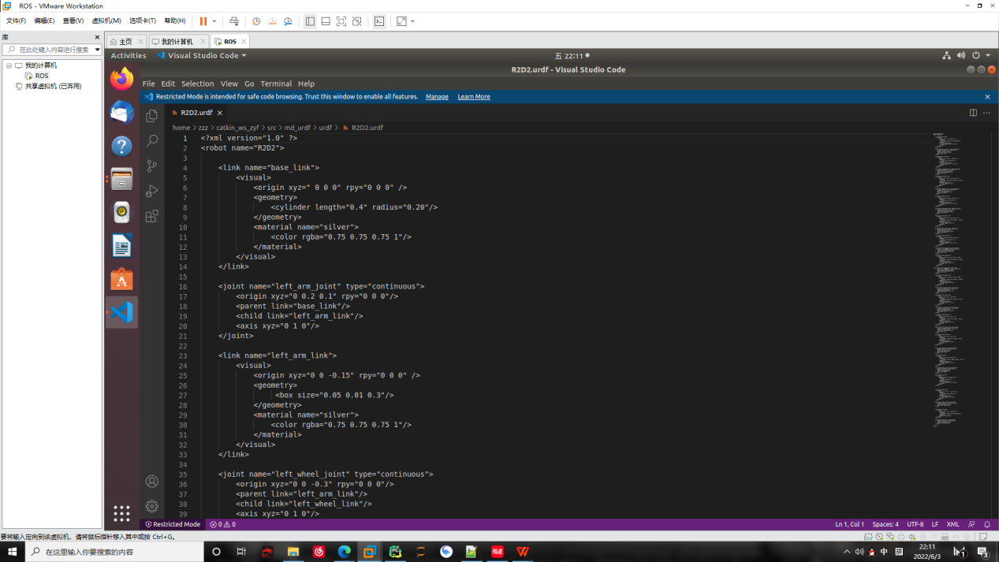 ROS - VMware Workstation
文件(F) 编辑(E) 查看(V) 虚拟机(M) 选项卡(T) 帮助(H)
库
在此处键入内容进行搜索
我的计算机
ROS
共享虚拟机 (已弃用)
主页 我的计算机 ROS
Activities Visual Studio Code 五 22:11
R2D2.urdf - Visual Studio Code
File Edit Selection View Go Terminal Help
Restricted Mode is intended for safe code browsing. Trust this window to enable all features. Manage Learn More
R2D2.urdf
home > zzz > catkin_ws_zyf > src > md_urdf > urdf > R2D2.urdf
1 <?xml version="1.0" ?>
2 <robot name="R2D2">
3
4 <link name="base_link">
5 <visual>
6 <origin xyz=" 0 0 0" rpy="0 0 0" />
7 <geometry>
8 <cylinder length="0.4" radius="0.20"/>
9 </geometry>
10 <material name="silver">
11 <color rgba="0.75 0.75 0.75 1"/>
12 </material>
13 </visual>
14 </link>
15
16 <joint name="left_arm_joint" type="continuous">
17 <origin xyz="0 0.2 0.1" rpy="0 0 0"/>
18 <parent link="base_link"/>
19 <child link="left_arm_link"/>
20 <axis xyz="0 1 0"/>
21 </joint>
22
23 <link name="left_arm_link">
24 <visual>
25 <origin xyz="0 0 -0.15" rpy="0 0 0" />
26 <geometry>
27 <box size="0.05 0.01 0.3"/>
28 </geometry>
29 <material name="silver">
30 <color rgba="0.75 0.75 0.75 1"/>
31 </material>
32 </visual>
33 </link>
34
35 <joint name="left_wheel_joint" type="continuous">
36 <origin xyz="0 0 -0.3" rpy="0 0 0"/>
37 <parent link="left_arm_link"/>
38 <child link="left_wheel_link"/>
39 <axis xyz="0 1 0"/>
Restricted Mode 0 0 Ln 1, Col 1 Spaces: 4 UTF-8 LF XML
要将输入定向到该虚拟机，请将鼠标指针移入其中或按 Ctrl+G。
在这里输入你要搜索的内容
有道
中
22:11
2022/6/3
1
3